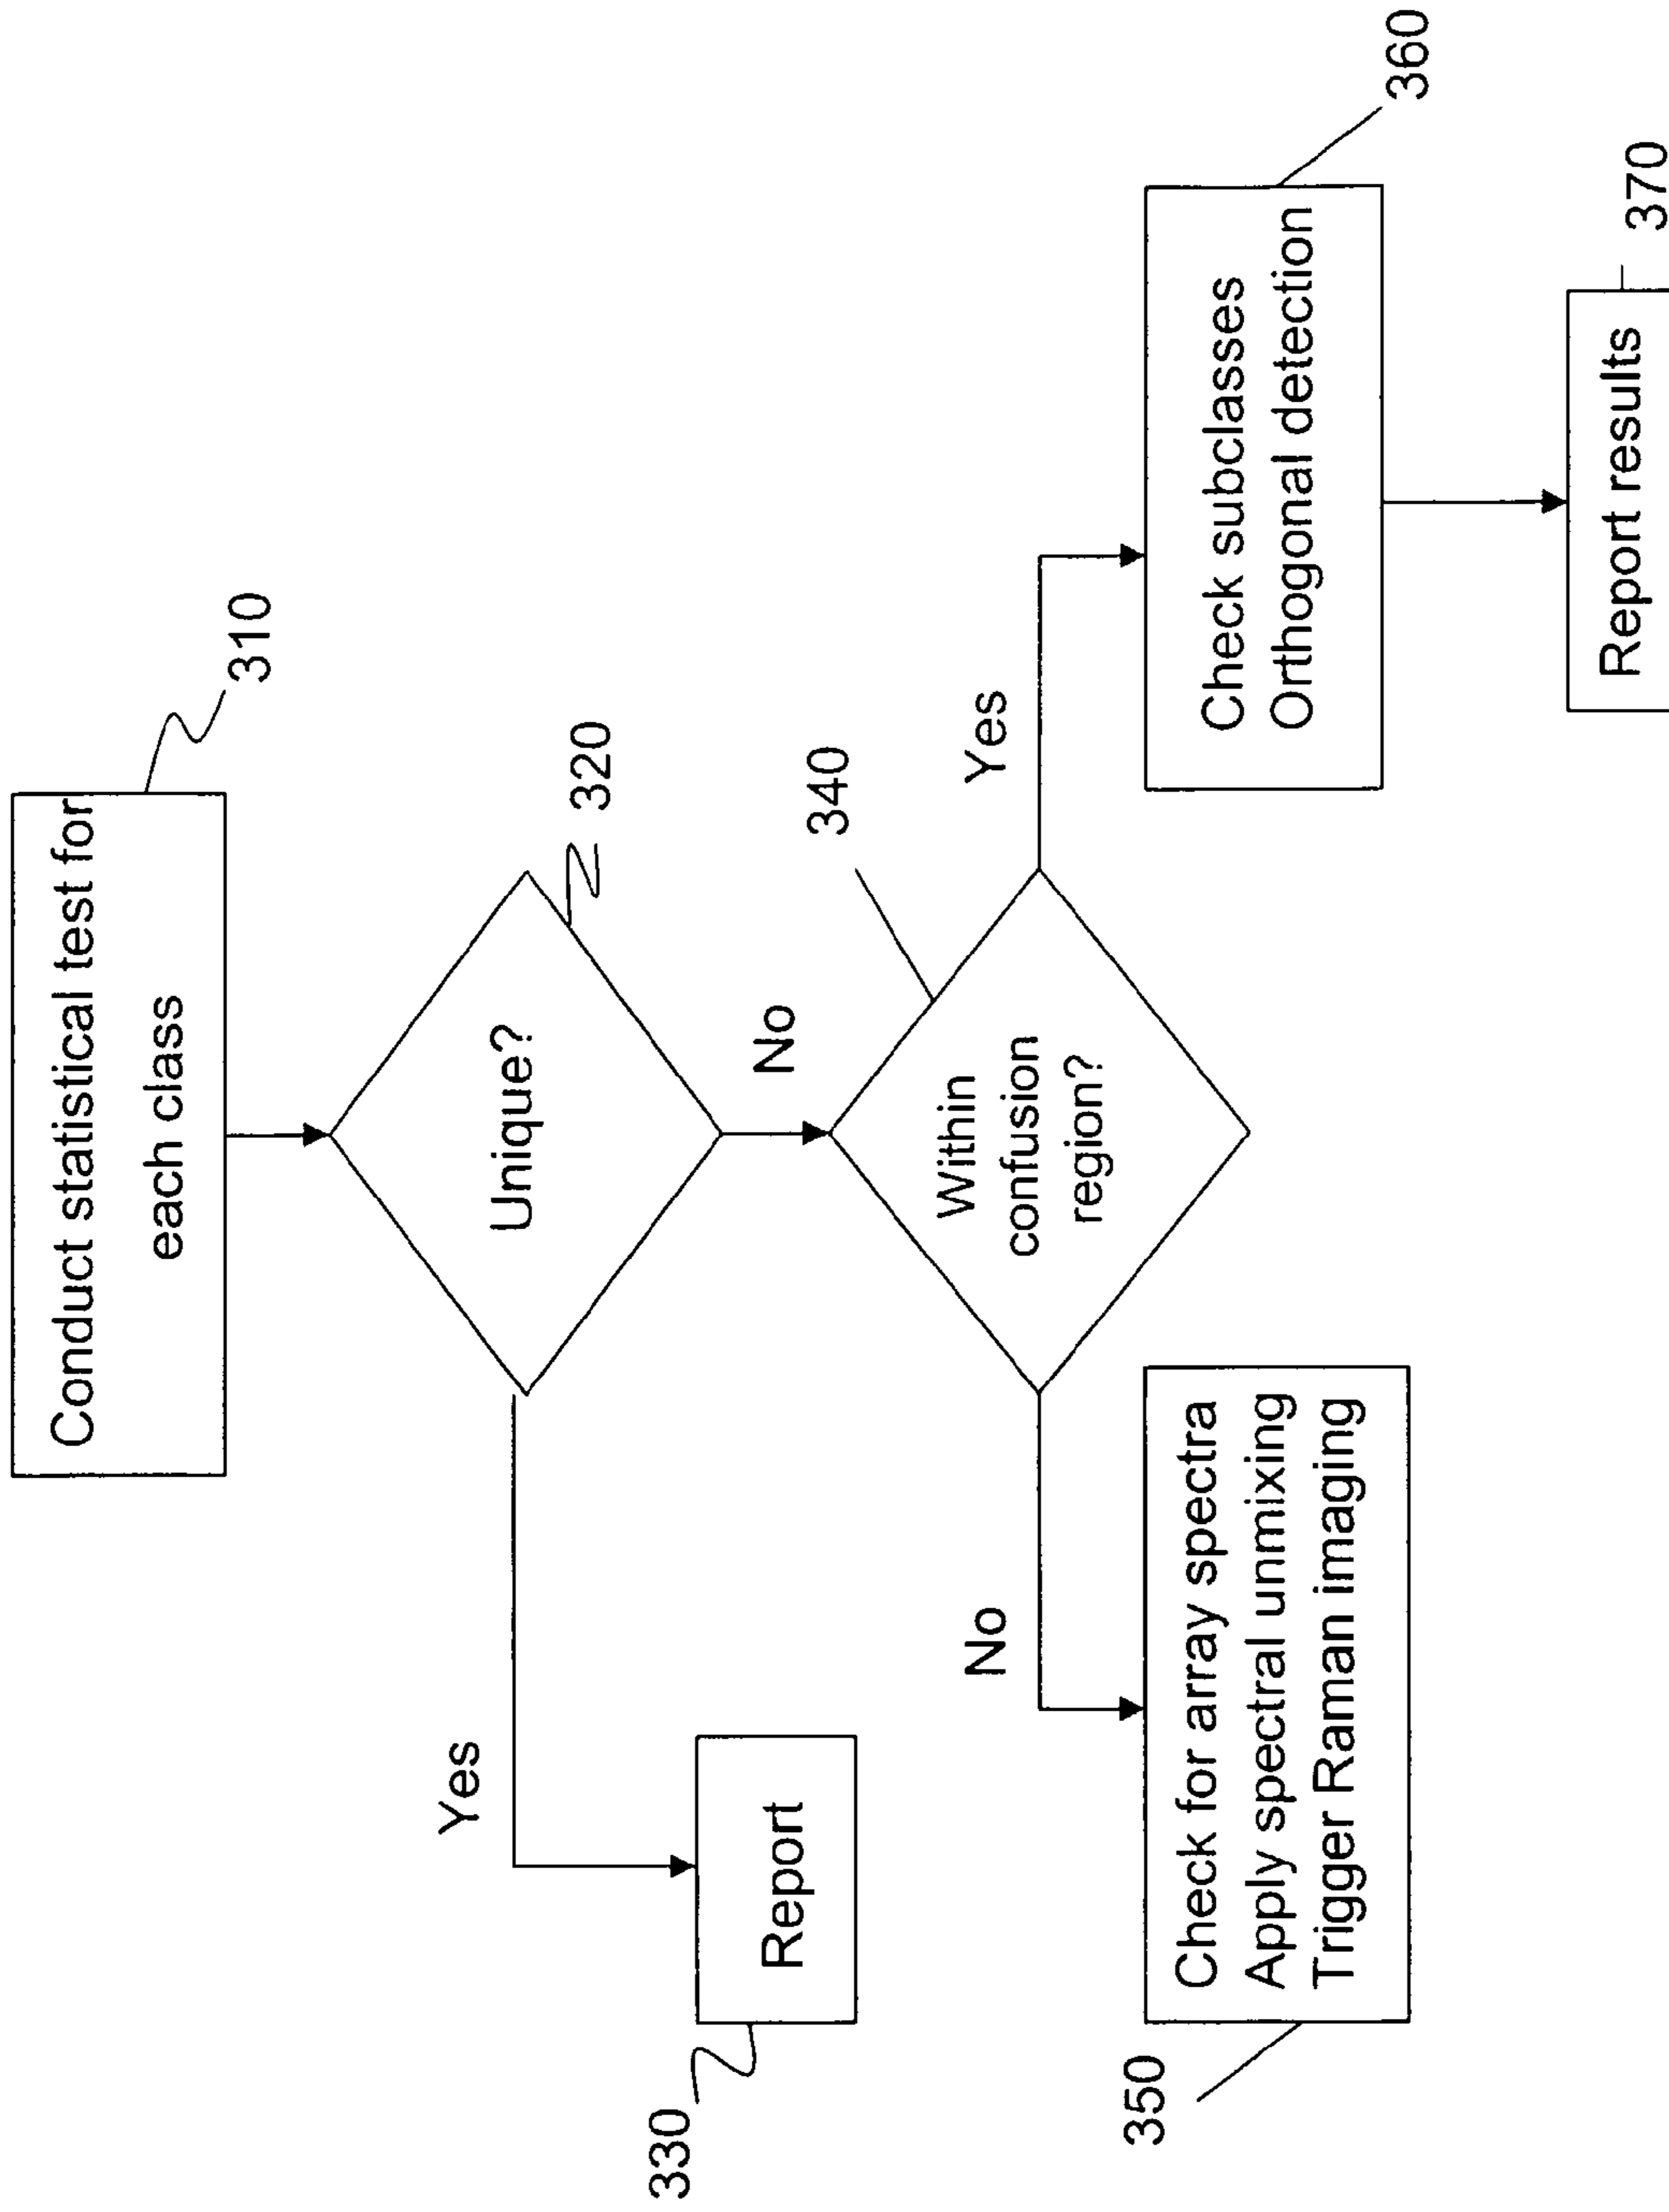 Conduct statistical test for
each class
310
Unique?
320
Yes
No
Report
330
Within
confusion
region?
340
No
Yes
Check for array spectra
Apply spectral unmixing
Trigger Raman imaging
350
Check subclasses
Orthogonal detection
360
Report results
370